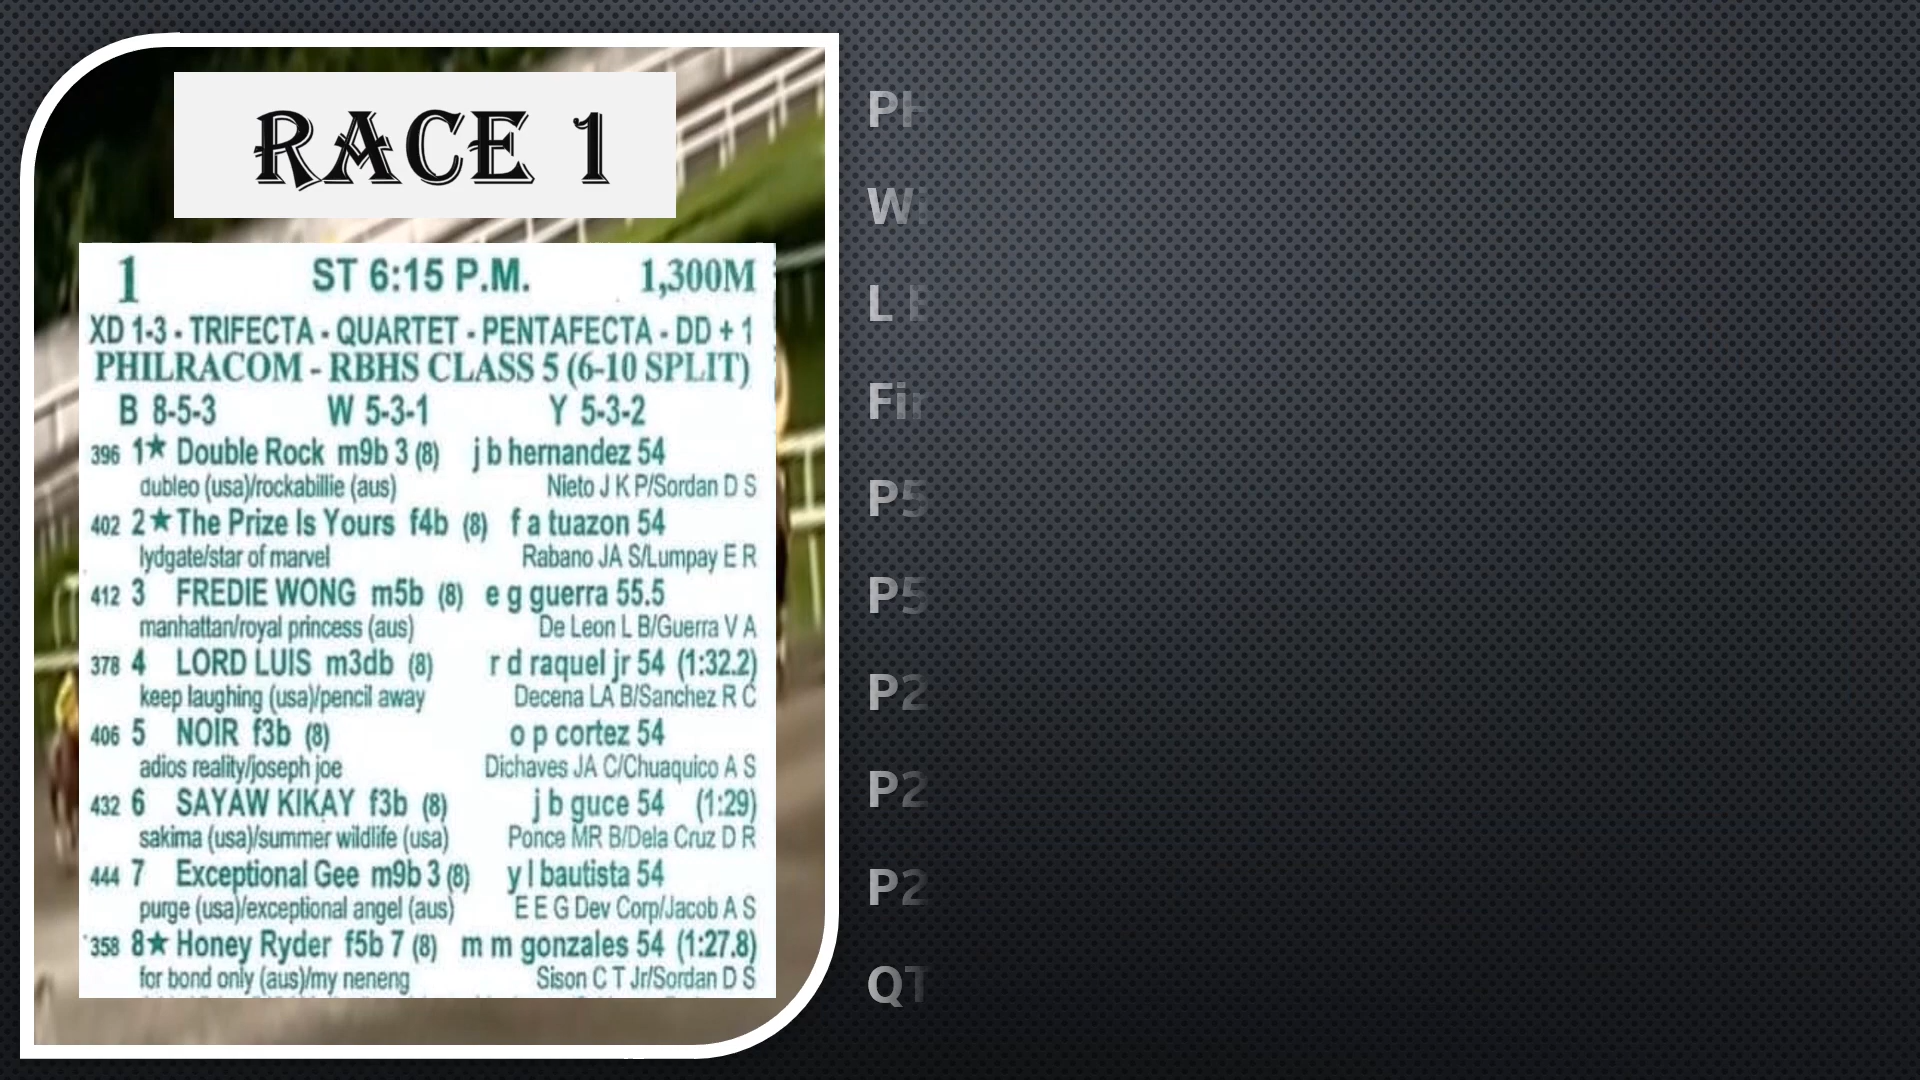 RACE 1
1 ST 6:15 P.M. 1,300M
XD 1-3 - TRIFECTA - QUARTET - PENTAFECTA - DD + 1
PHILRACOM - RBHS CLASS 5 (6-10 SPLIT)
B 8-5-3 W 5-3-1 Y 5-3-2
396 1★ Double Rock m9b 3 (8) j b hernandez 54
dubleo (usa)/rockabillie (aus) Nieto J K P/Sordan D S
402 2★ The Prize Is Yours f4b (8) f a tuazon 54
lydgate/star of marvel Rabano JA S/Lumpay E R
412 3 FREDIE WONG m5b (8) e g guerra 55.5
manhattan/royal princess (aus) De Leon L B/Guerra V A
378 4 LORD LUIS m3db (8) r d raquel jr 54 (1:32.2)
keep laughing (usa)/pencil away Decena LA B/Sanchez R C
406 5 NOIR f3b (8) o p cortez 54
adios reality/joseph joe Dichaves JA C/Chuaquico A S
432 6 SAYAW KIKAY f3b (8) j b guce 54 (1:29)
sakima (usa)/summer wildlife (usa) Ponce MR B/Dela Cruz D R
444 7 Exceptional Gee m9b 3 (8) y l bautista 54
purge (usa)/exceptional angel (aus) E E G Dev Corp/Jacob A S
358 8★ Honey Ryder f5b 7 (8) m m gonzales 54 (1:27.8)
for bond only (aus)/my neneng Sison C T Jr/Sordan D S
PH
W
L
Fin
P5
P5
P2
P2
P2
QT